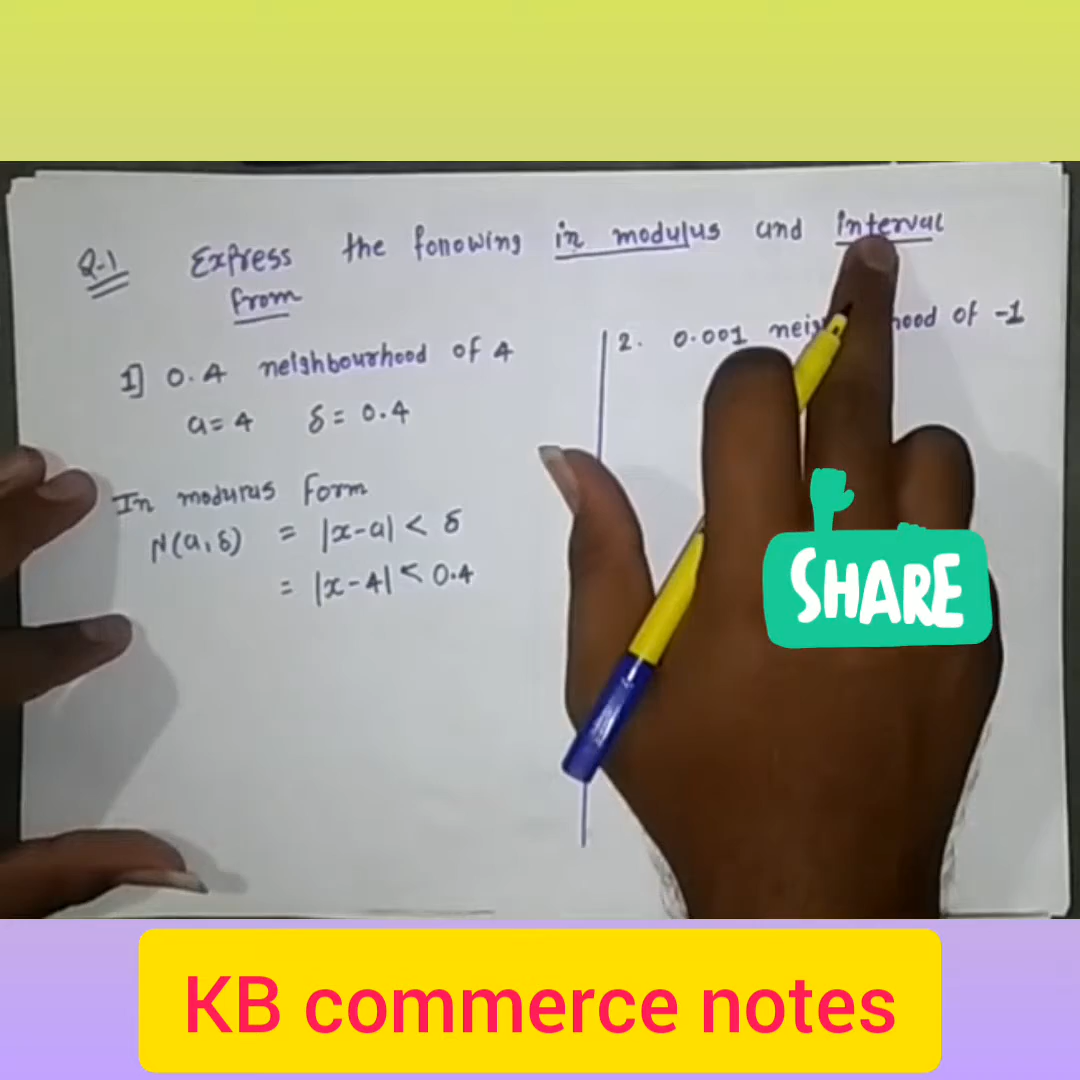 Q-1 Express the following in modulus and interval
from
1] 0.4 neighbourhood of 4
a = 4 δ = 0.4
In modulus form
N(a, δ) = |x-a| < δ
= |x-4| < 0.4
2. 0.001 hood of -1
SHARE
KB commerce notes